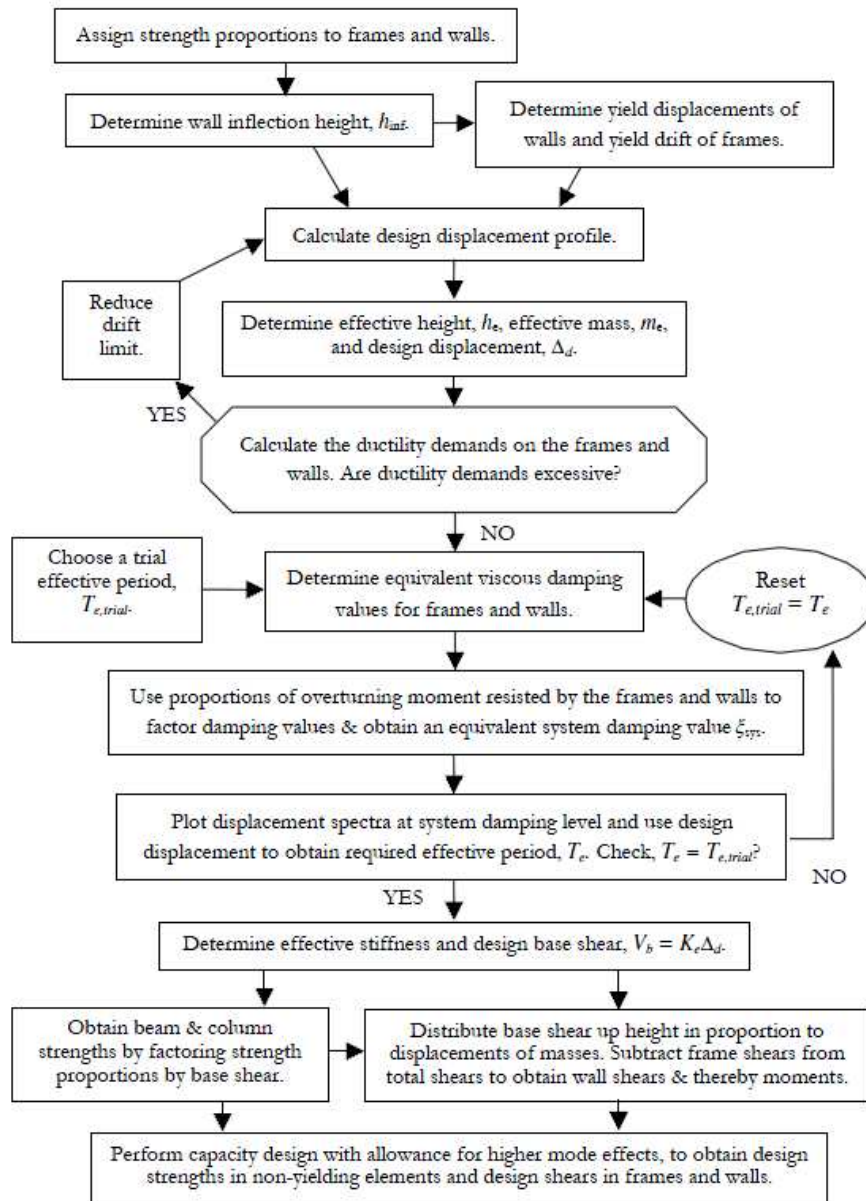 Assign strength proportions to frames and walls.
Determine wall inflection height, hinf.
Determine yield displacements of
walls and yield drift of frames.
Calculate design displacement profile.
Reduce
drift
limit.
Determine effective height, he, effective mass, me,
and design displacement, Δd.
YES
Calculate the ductility demands on the frames and
walls. Are ductility demands excessive?
NO
Choose a trial
effective period,
Te,trial.
Determine equivalent viscous damping
values for frames and walls.
Reset
Te,trial = Te
Use proportions of overturning moment resisted by the frames and walls to
factor damping values & obtain an equivalent system damping value ξsys.
Plot displacement spectra at system damping level and use design
displacement to obtain required effective period, Te. Check, Te = Te,trial?
NO
YES
Determine effective stiffness and design base shear, Vb = KeΔd.
Obtain beam & column
strengths by factoring strength
proportions by base shear.
Distribute base shear up height in proportion to
displacements of masses. Subtract frame shears from
total shears to obtain wall shears & thereby moments.
Perform capacity design with allowance for higher mode effects, to obtain design
strengths in non-yielding elements and design shears in frames and walls.